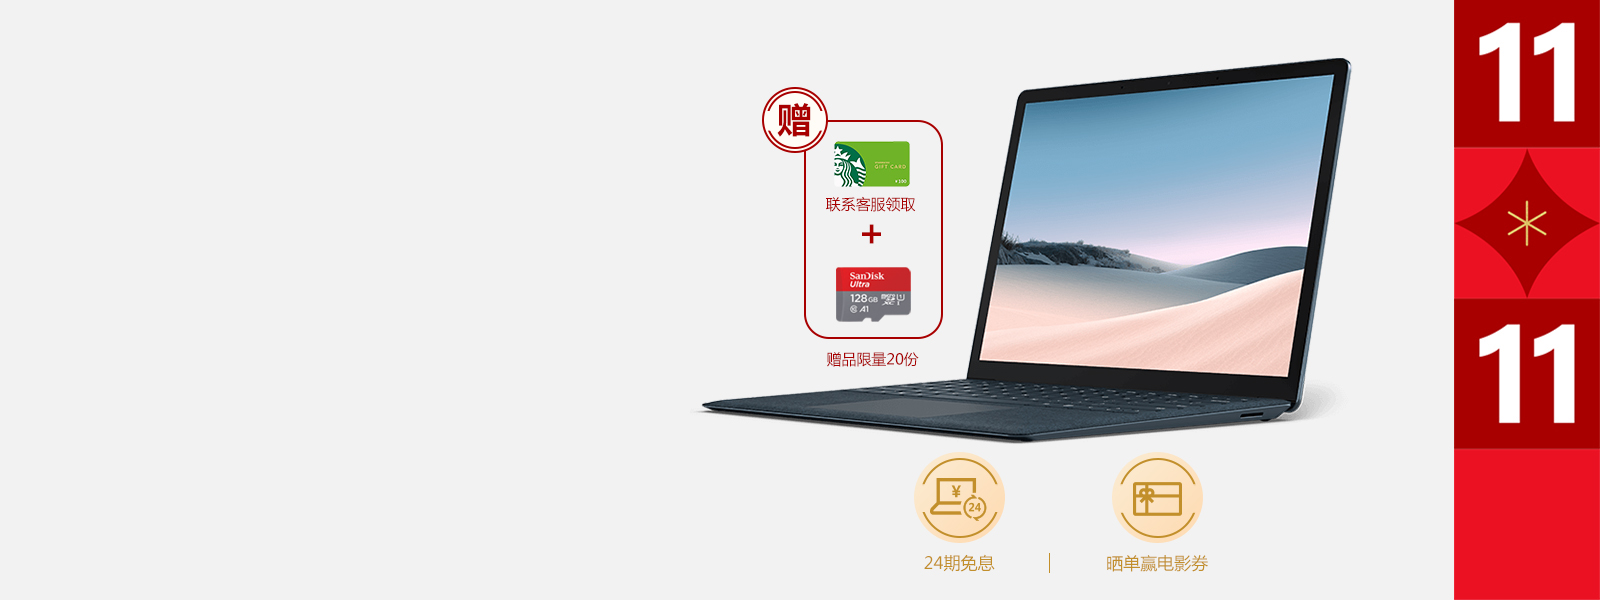 赠
GIFT CARD
¥100
联系客服领取
+
SanDisk
Ultra
128GB
A1
赠品限量20份
¥
24
24期免息
晒单赢电影券
11
11